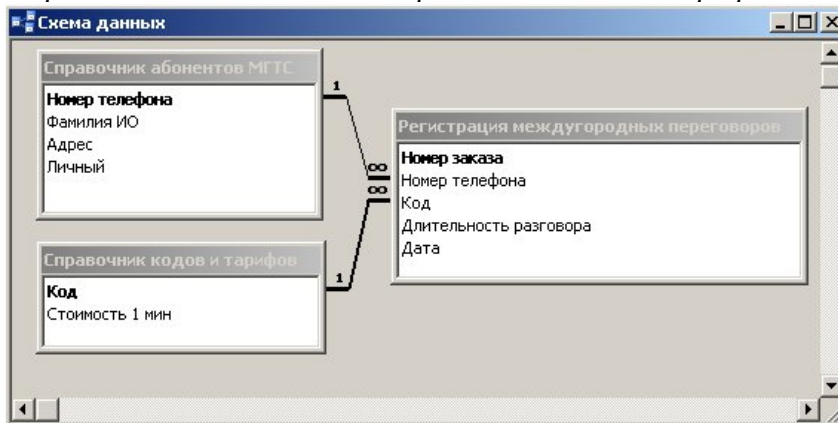 Схема данных
Справочник абонентов МГТС
Номер телефона
Фамилия ИО
Адрес
Личный
1
∞
∞
1
Регистрация междугородных переговоров
Номер заказа
Номер телефона
Код
Длительность разговора
Дата
Справочник кодов и тарифов
Код
Стоимость 1 мин